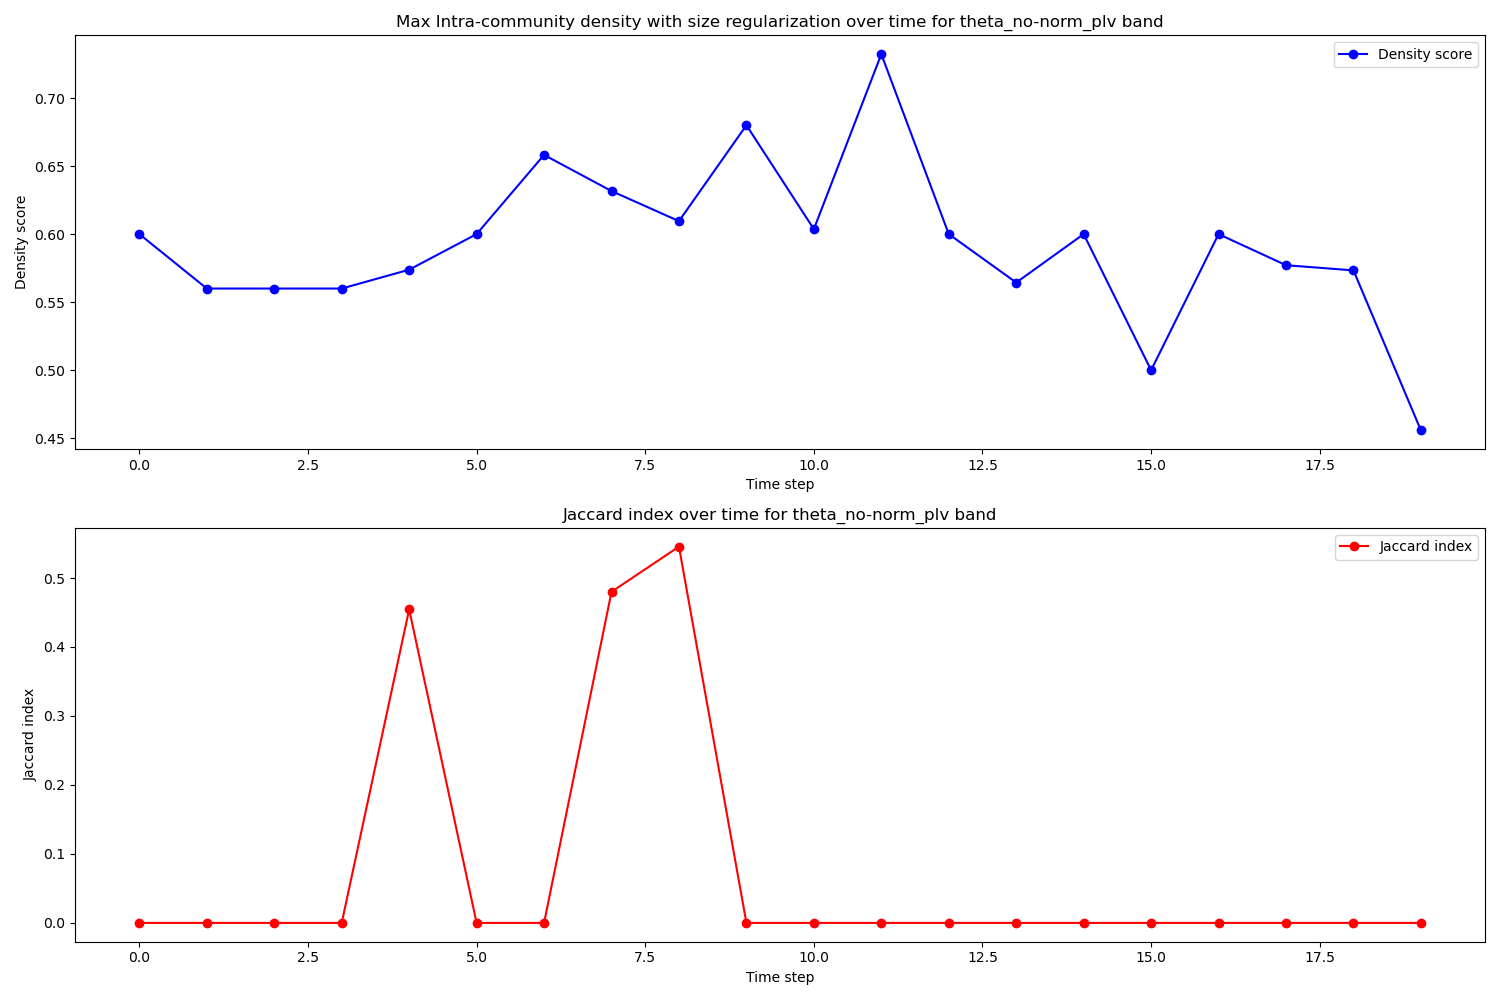 Max Intra-community density with size regularization over time for theta_no-norm_plv band
Density score
Density score
0.70
0.65
0.60
0.55
0.50
0.45
0.0 2.5 5.0 7.5 10.0 12.5 15.0 17.5
Time step
Jaccard index over time for theta_no-norm_plv band
Jaccard index
Jaccard index
0.5
0.4
0.3
0.2
0.1
0.0
0.0 2.5 5.0 7.5 10.0 12.5 15.0 17.5
Time step